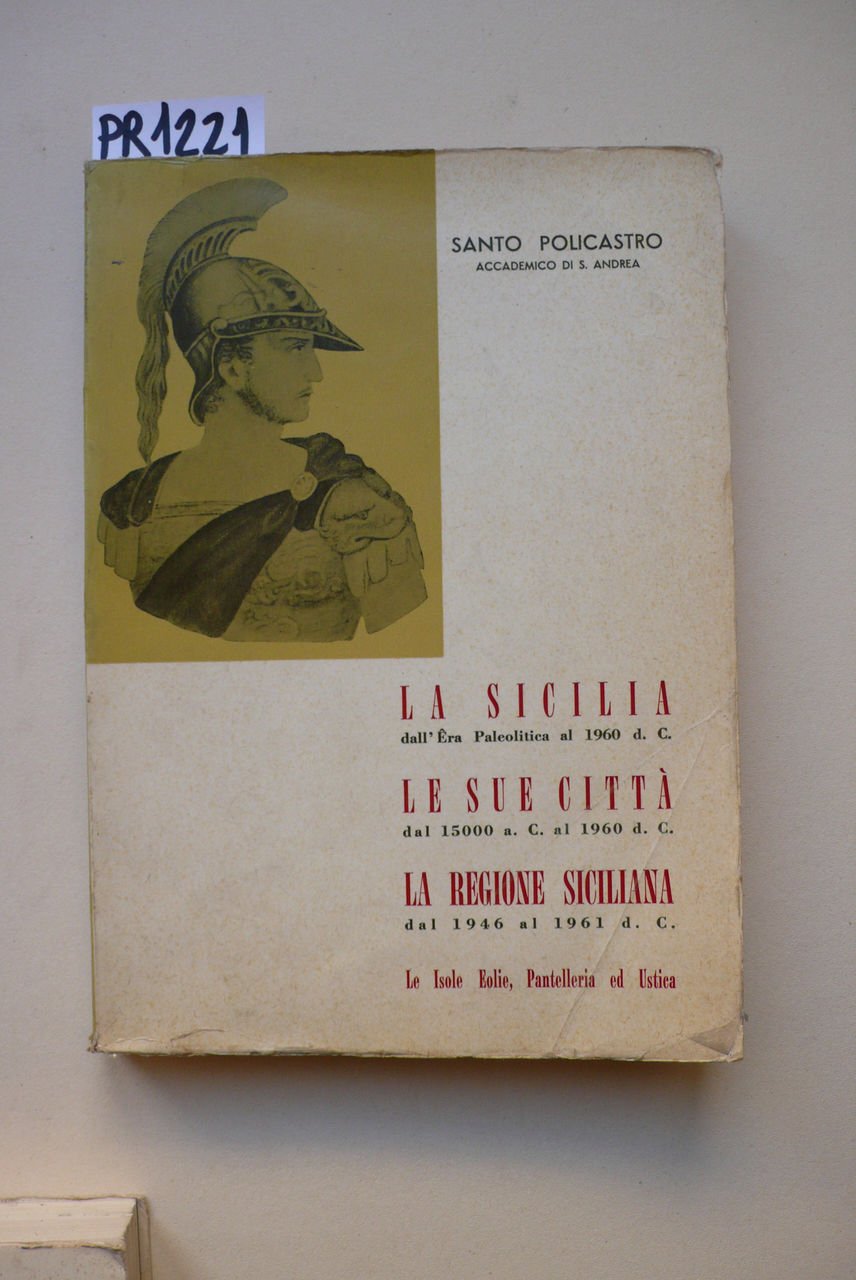 PR1221
SANTO POLICASTRO
ACCADEMICO DI S. ANDREA
LA SICILIA
dall'Êra Paleolitica al 1960 d. C.
LE SUE CITTÀ
dal 15000 a. C. al 1960 d. C.
LA REGIONE SICILIANA
dal 1946 al 1961 d. C.
Le Isole Eolie, Pantelleria ed Ustica